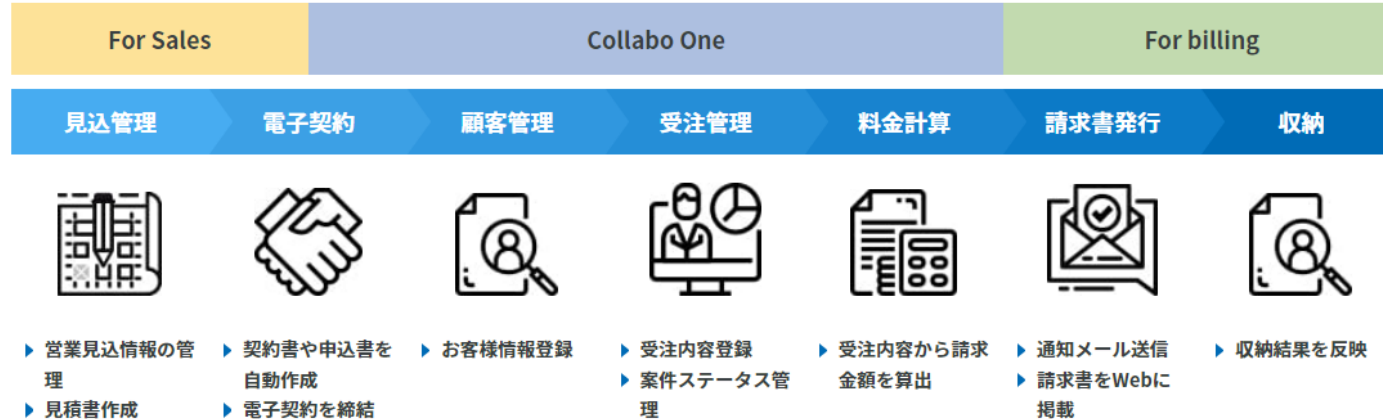 For Sales
Collabo One
For billing
見込管理
電子契約
顧客管理
受注管理
料金計算
請求書発行
収納
営業見込情報の管
理
見積書作成
契約書や申込書を
自動作成
電子契約を締結
お客様情報登録
受注内容登録
案件ステータス管
理
受注内容から請求
金額を算出
通知メール送信
請求書をWebに
掲載
収納結果を反映